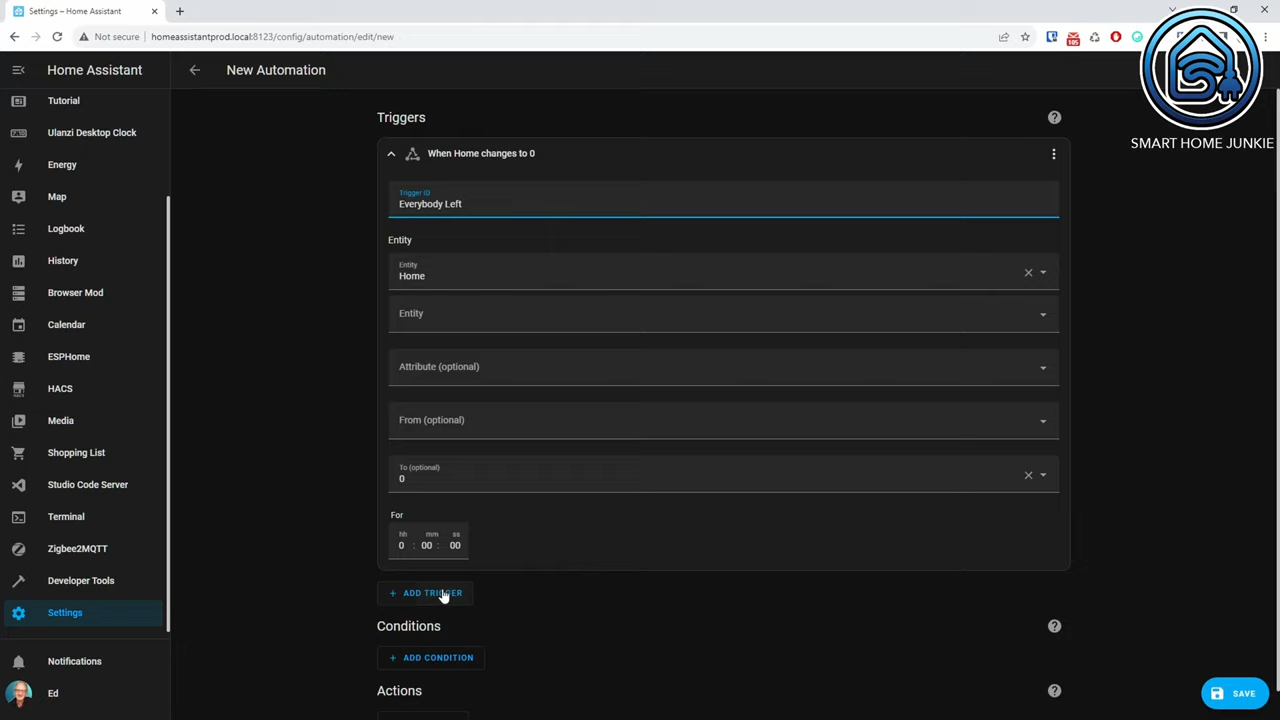 Settings – Home Assistant
Not secure
homeassistantprod.local:8123/config/automation/edit/new
105
SMART HOME JUNKIE
Home Assistant
New Automation
Tutorial
Ulanzi Desktop Clock
Energy
Map
Logbook
History
Browser Mod
Calendar
ESPHome
HACS
HACS
Media
Shopping List
Studio Code Server
Terminal
Zigbee2MQTT
Developer Tools
Settings
Notifications
Ed
Triggers
When Home changes to 0
Trigger ID
Everybody Left
Entity
Entity
Home
Entity
Attribute (optional)
From (optional)
To (optional)
0
For
hh mm ss
0 : 00 : 00
ADD TRIGGER
Conditions
ADD CONDITION
Actions
SAVE